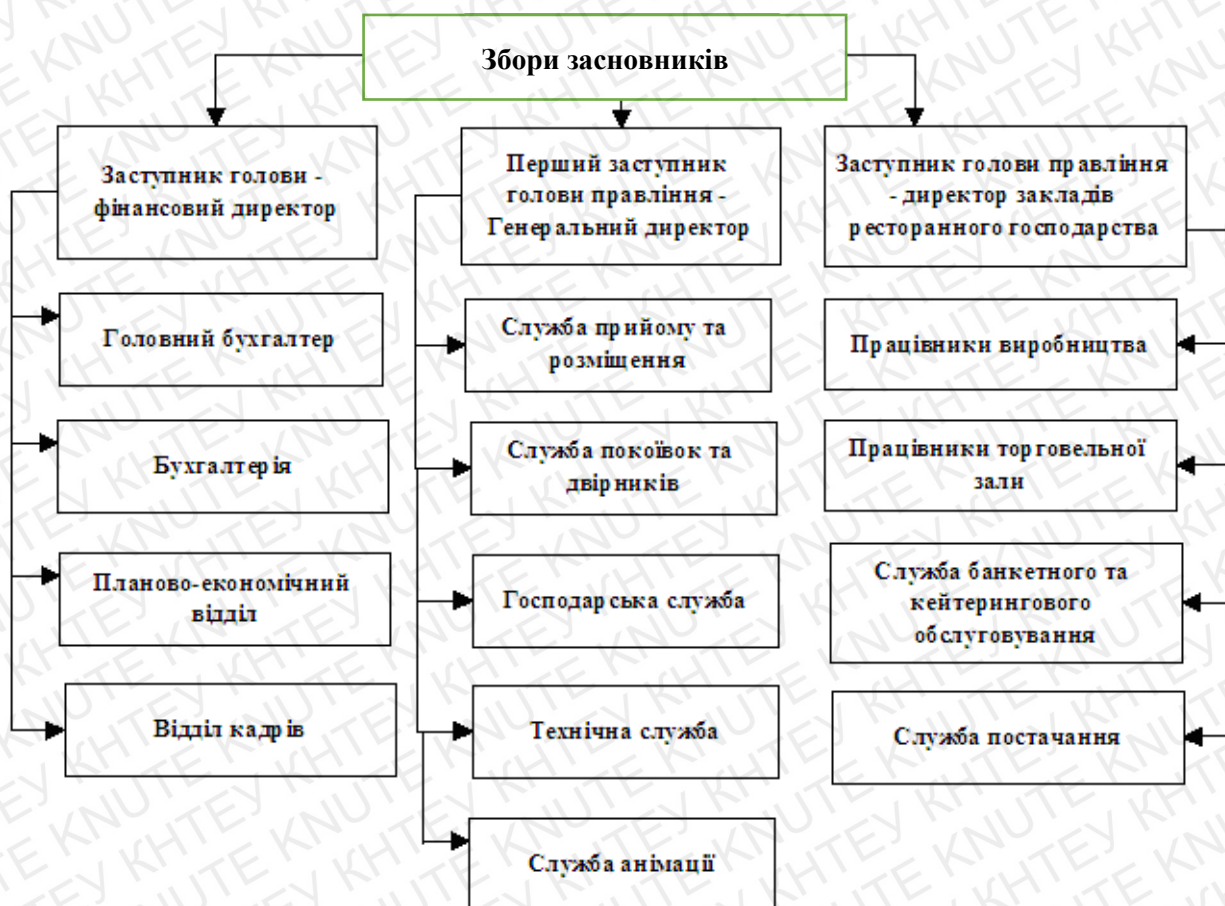 Збори засновників
Заступник голови -
фінансовий директор
Перший заступник
голови правління -
Генеральний директор
Заступник голови правління
- директор закладів
ресторанного господарства
Головний бухгалтер
Служба прийому та
розміщення
Працівники виробництва
Бухгалтерія
Служба покоївок та
двірників
Працівники торговельної
зали
Планово-економічний
відділ
Господарська служба
Служба банкетного та
кейтерингового
обслуговування
Відділ кадрів
Технічна служба
Служба постачання
Служба анімації
KNUTE КНТЕУ